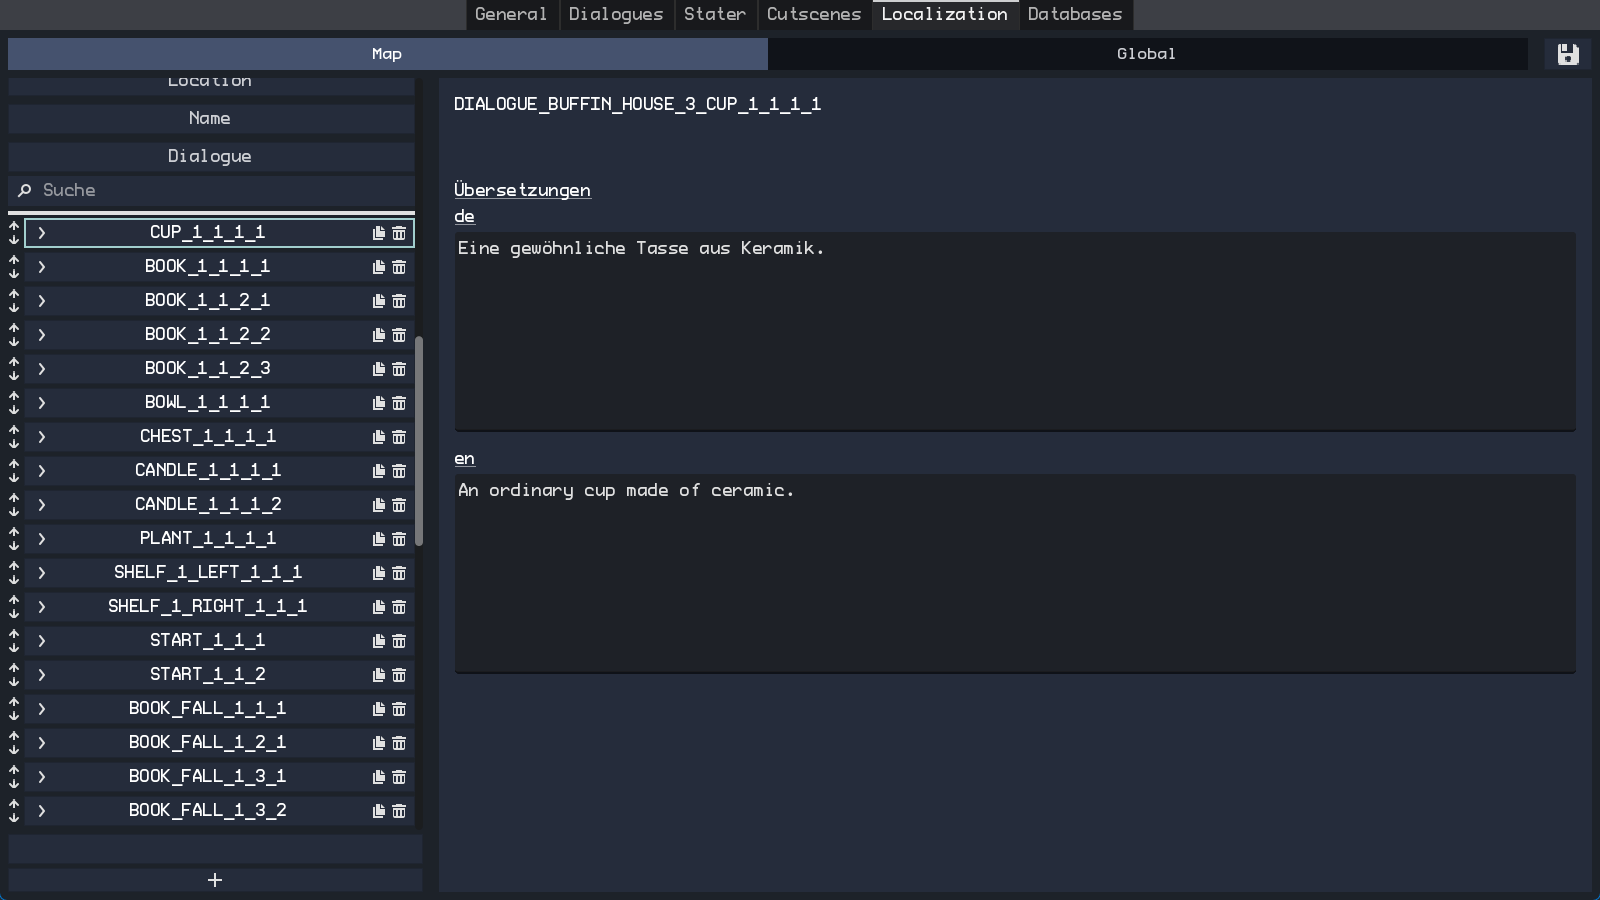 General Dialogues Stater Cutscenes Localization Databases
Map Global
Location
Name
Dialogue
Suche
CUP_1_1_1_1
BOOK_1_1_1_1
BOOK_1_1_2_1
BOOK_1_1_2_2
BOOK_1_1_2_3
BOWL_1_1_1_1
CHEST_1_1_1_1
CANDLE_1_1_1_1
CANDLE_1_1_1_2
PLANT_1_1_1_1
SHELF_1_LEFT_1_1_1
SHELF_1_RIGHT_1_1_1
START_1_1_1
START_1_1_2
BOOK_FALL_1_1_1
BOOK_FALL_1_2_1
BOOK_FALL_1_3_1
BOOK_FALL_1_3_2
+
DIALOGUE_BUFFIN_HOUSE_3_CUP_1_1_1_1
Übersetzungen
de
Eine gewöhnliche Tasse aus Keramik.
en
An ordinary cup made of ceramic.